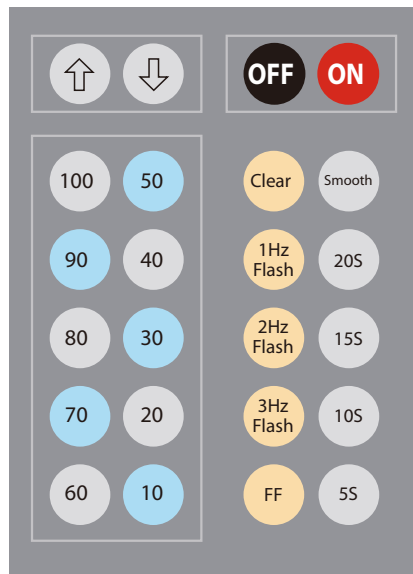 OFF ON
100 50 Clear Smooth
90 40 1Hz Flash 20S
80 30 2Hz Flash 15S
70 20 3Hz Flash 10S
60 10 FF 5S